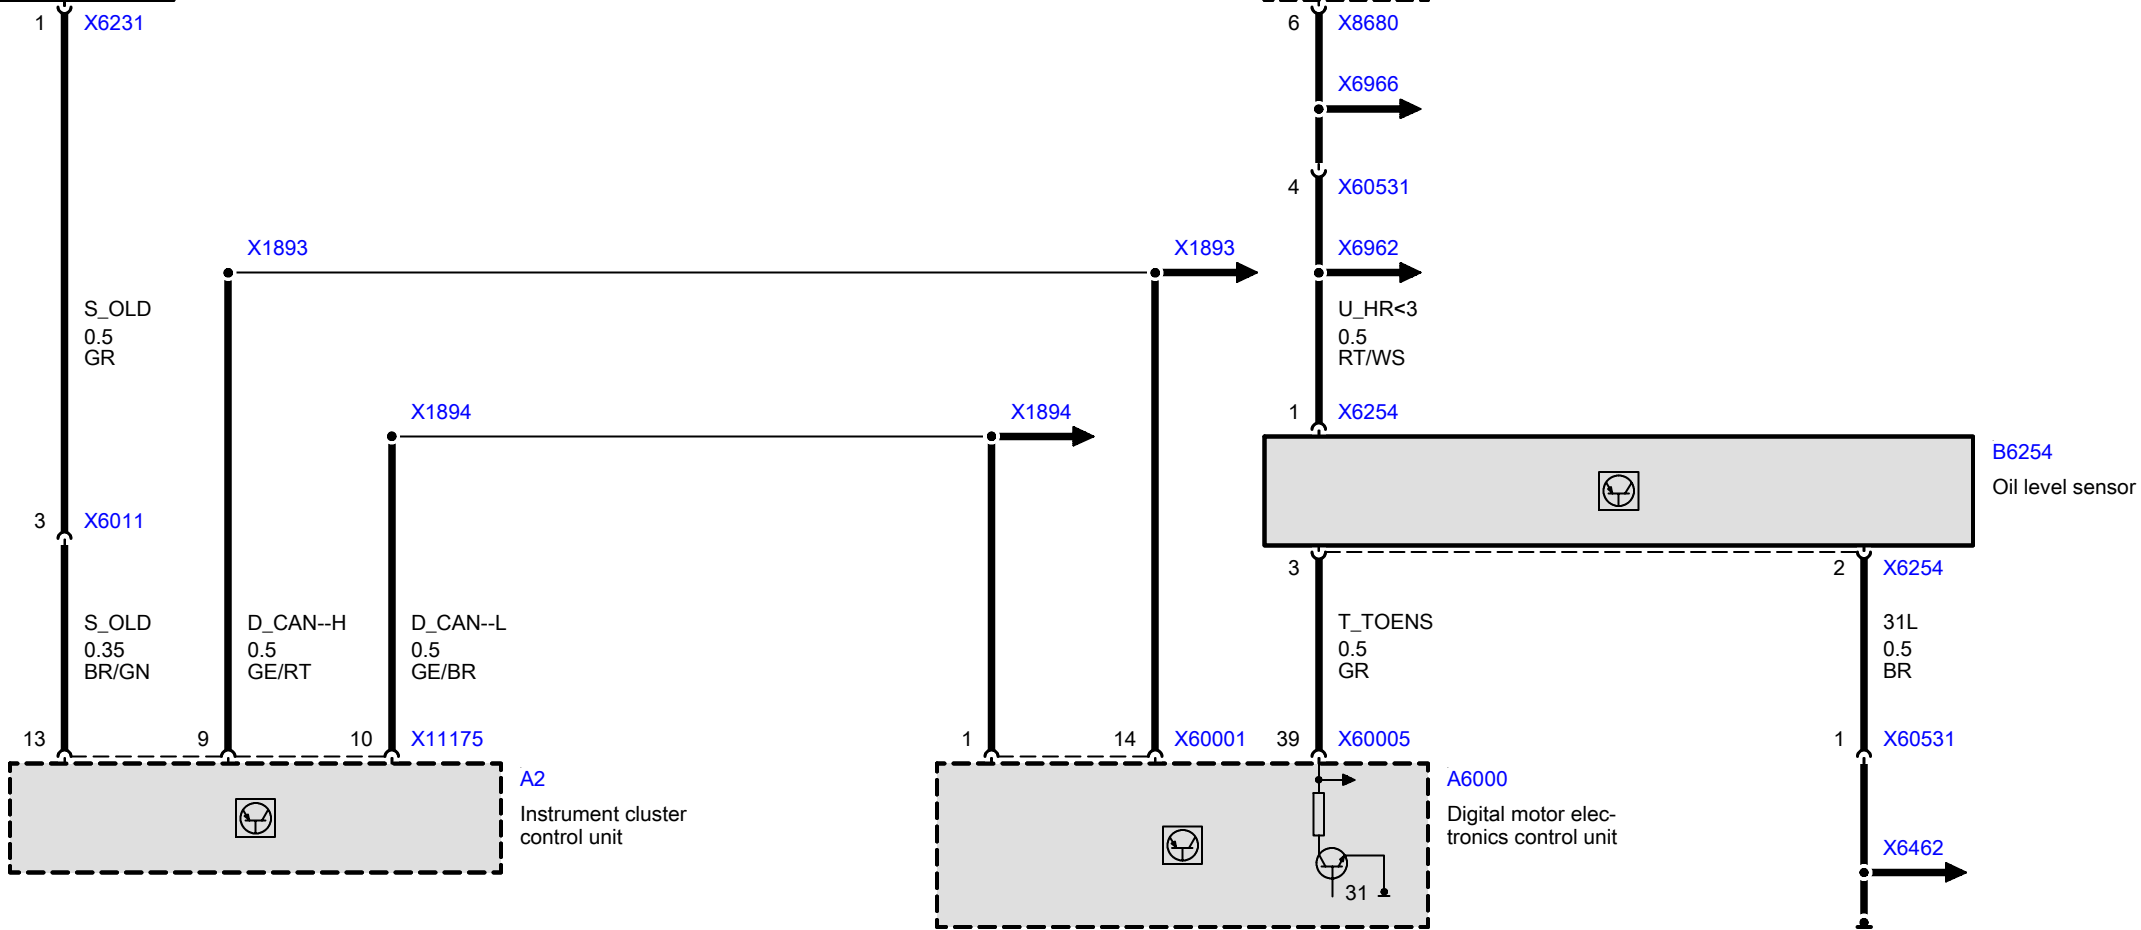 1 X6231
6 X8680
X6966
4 X60531
X1893
X1893
X6962
S_OLD
0.5
GR
U_HR<3
0.5
RT/WS
X1894
X1894
1 X6254
B6254
Oil level sensor
3 X6011
3
2 X6254
S_OLD
0.35
BR/GN
D_CAN--H
0.5
GE/RT
D_CAN--L
0.5
GE/BR
T_TOENS
0.5
GR
31L
0.5
BR
13
9
10 X11175
1
14 X60001
39 X60005
1 X60531
A2
Instrument cluster
control unit
A6000
Digital motor elec-
tronics control unit
X6462
31